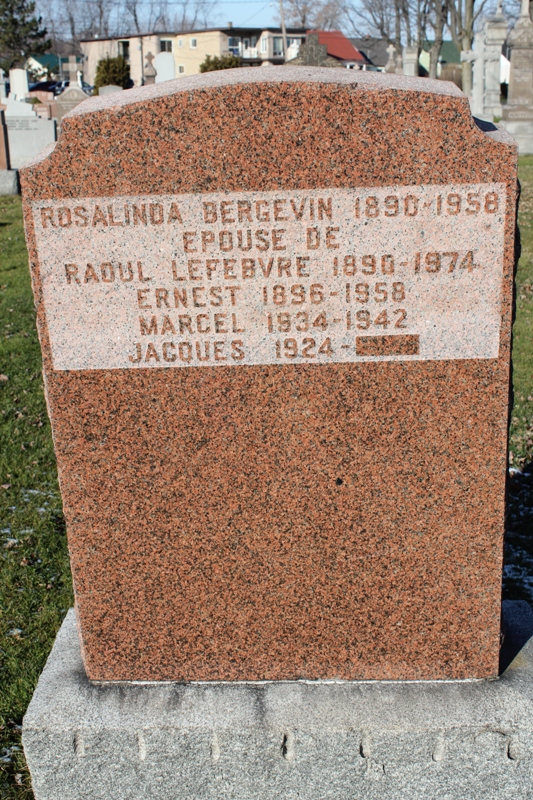 ROSALINDA BERGEVIN 1890-1958
EPOUSE DE
RAOUL LEFEBVRE 1890-1974
ERNEST 1896-1958
MARCEL 1934-1942
JACQUES 1924-